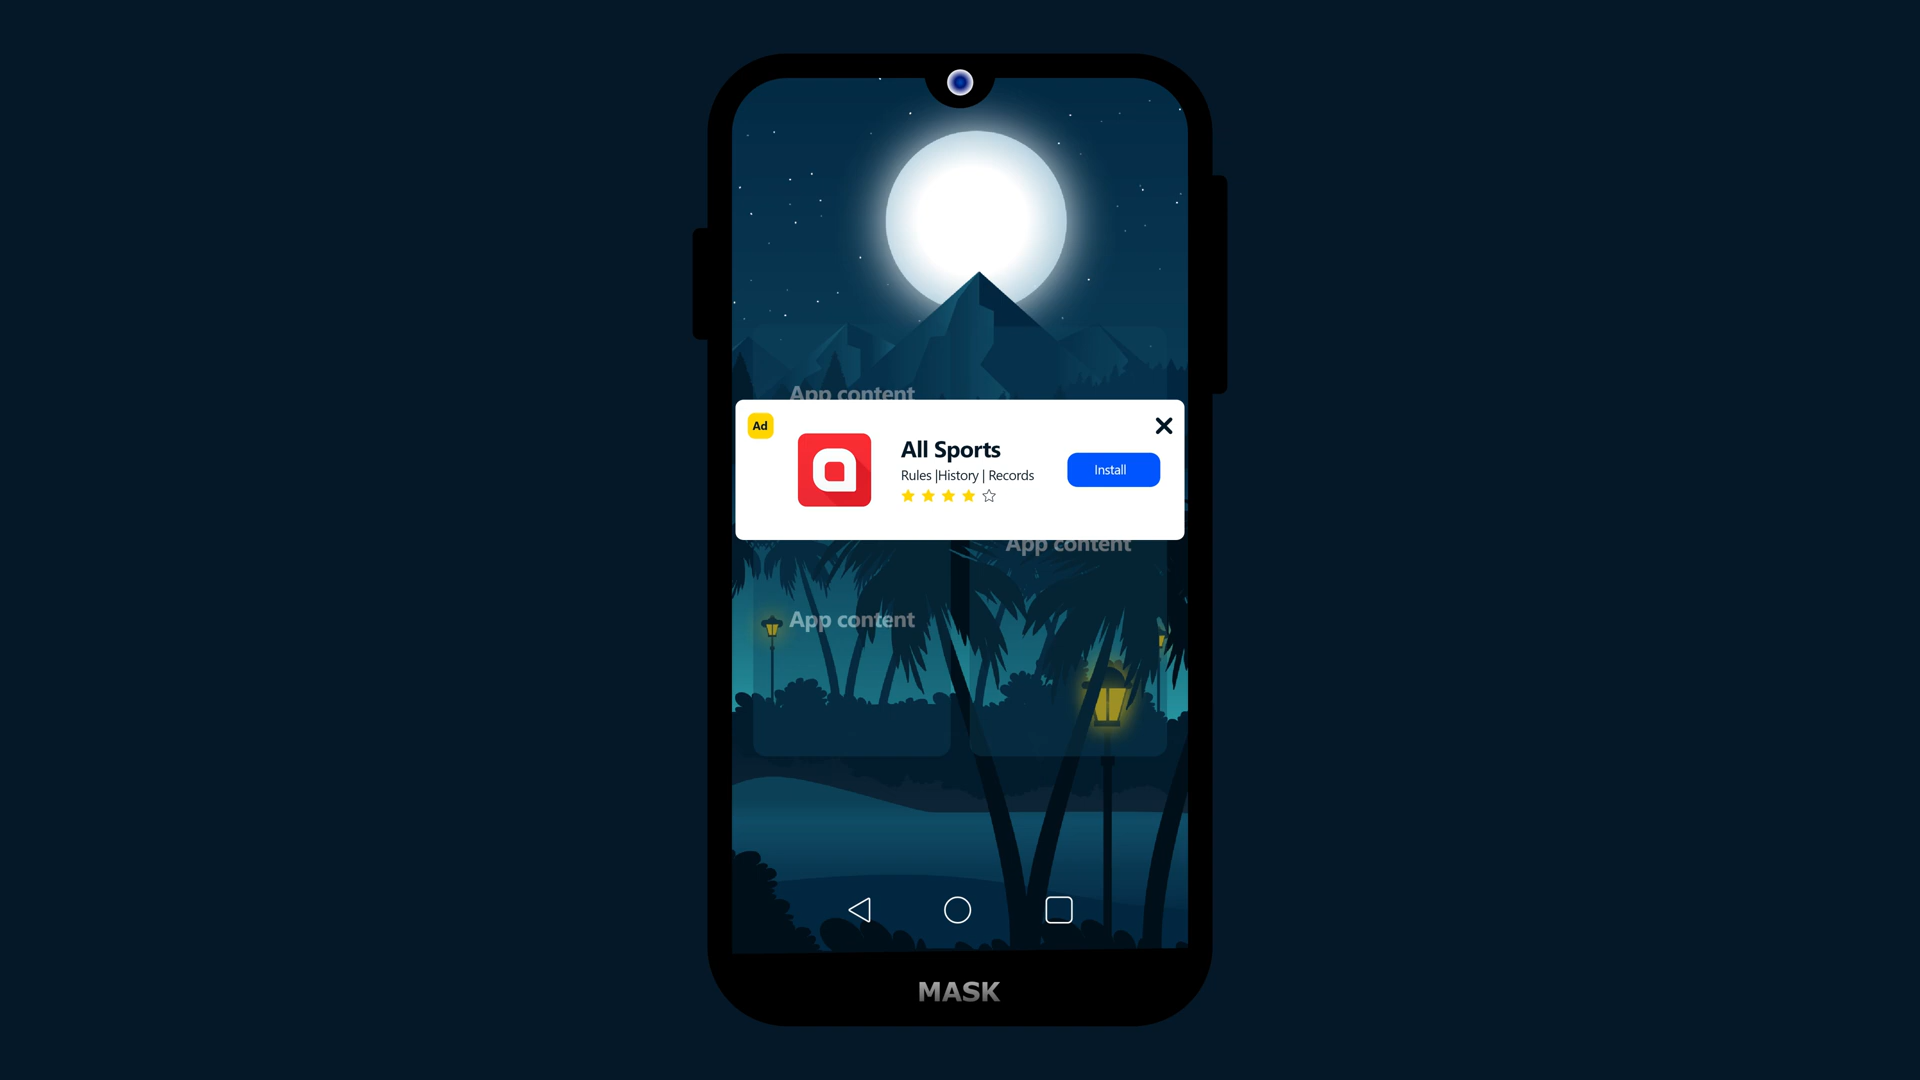 App content
Ad
All Sports
Rules |History | Records
Install
App content
App content
MASK